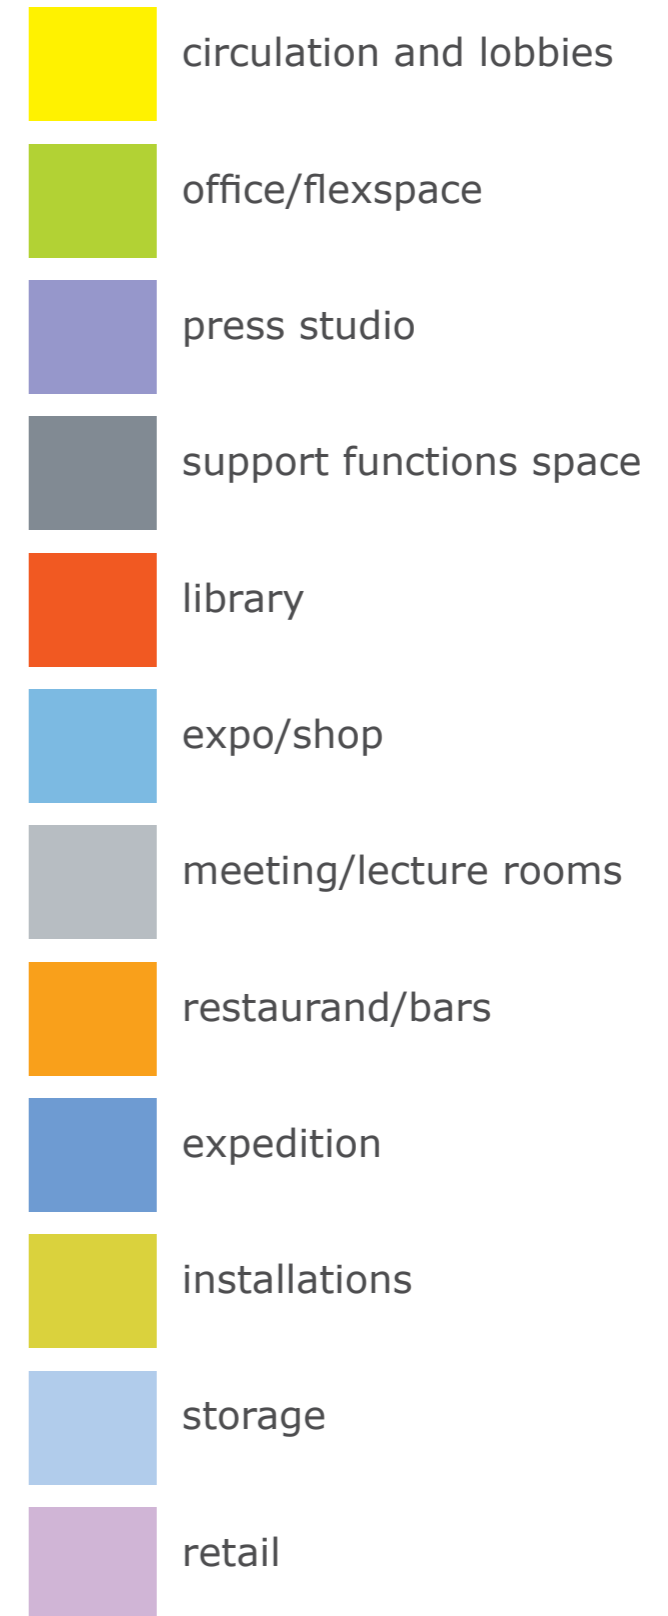 circulation and lobbies
office/flexspace
press studio
support functions space
library
expo/shop
meeting/lecture rooms
restaurand/bars
expedition
installations
storage
retail